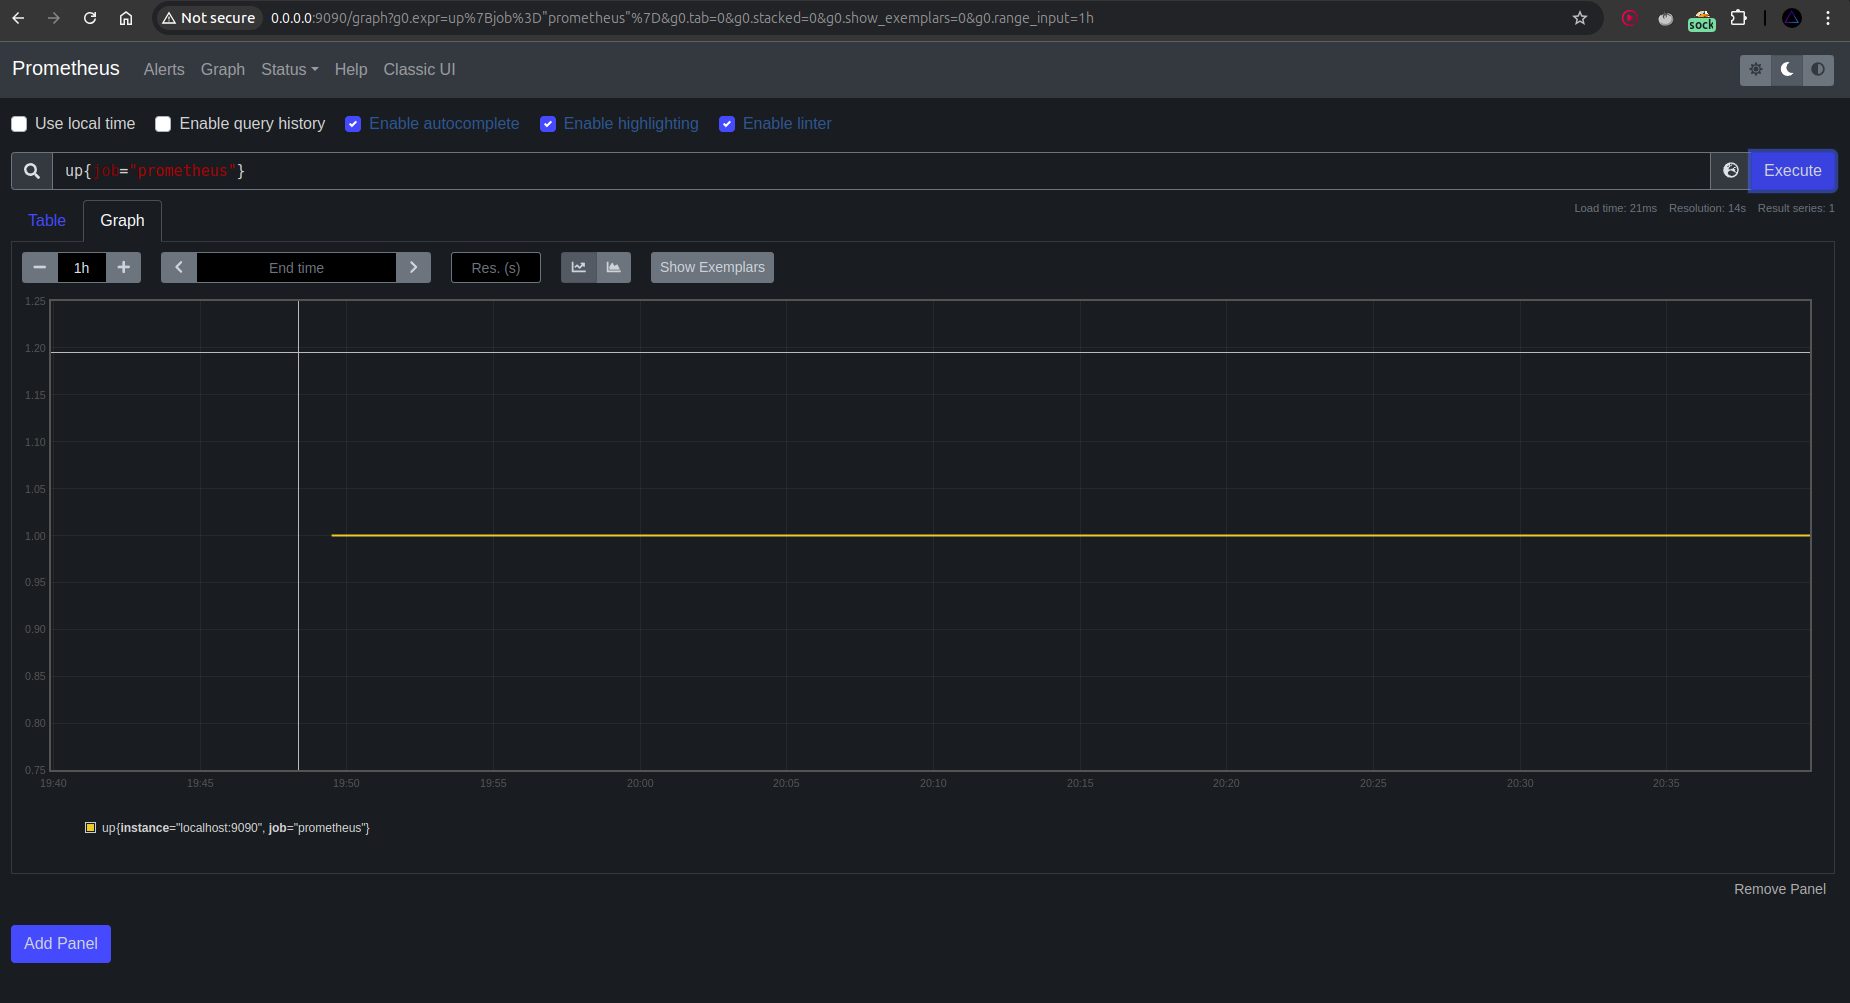 Not secure 0.0.0.0:9090/graph?g0.expr=up%7Bjob%3D"prometheus"%7D&g0.tab=0&g0.stacked=0&g0.show_exemplars=0&g0.range_input=1h
sock
Prometheus Alerts Graph Status Help Classic UI
Use local time Enable query history Enable autocomplete Enable highlighting Enable linter
up{job="prometheus"} Execute
Table Graph Load time: 21ms Resolution: 14s Result series: 1
1h End time Res. (s) Show Exemplars
1.25
1.20
1.15
1.10
1.05
1.00
0.95
0.90
0.85
0.80
0.75
19:40 19:45 19:50 19:55 20:00 20:05 20:10 20:15 20:20 20:25 20:30 20:35
up{instance="localhost:9090", job="prometheus"}
Remove Panel
Add Panel